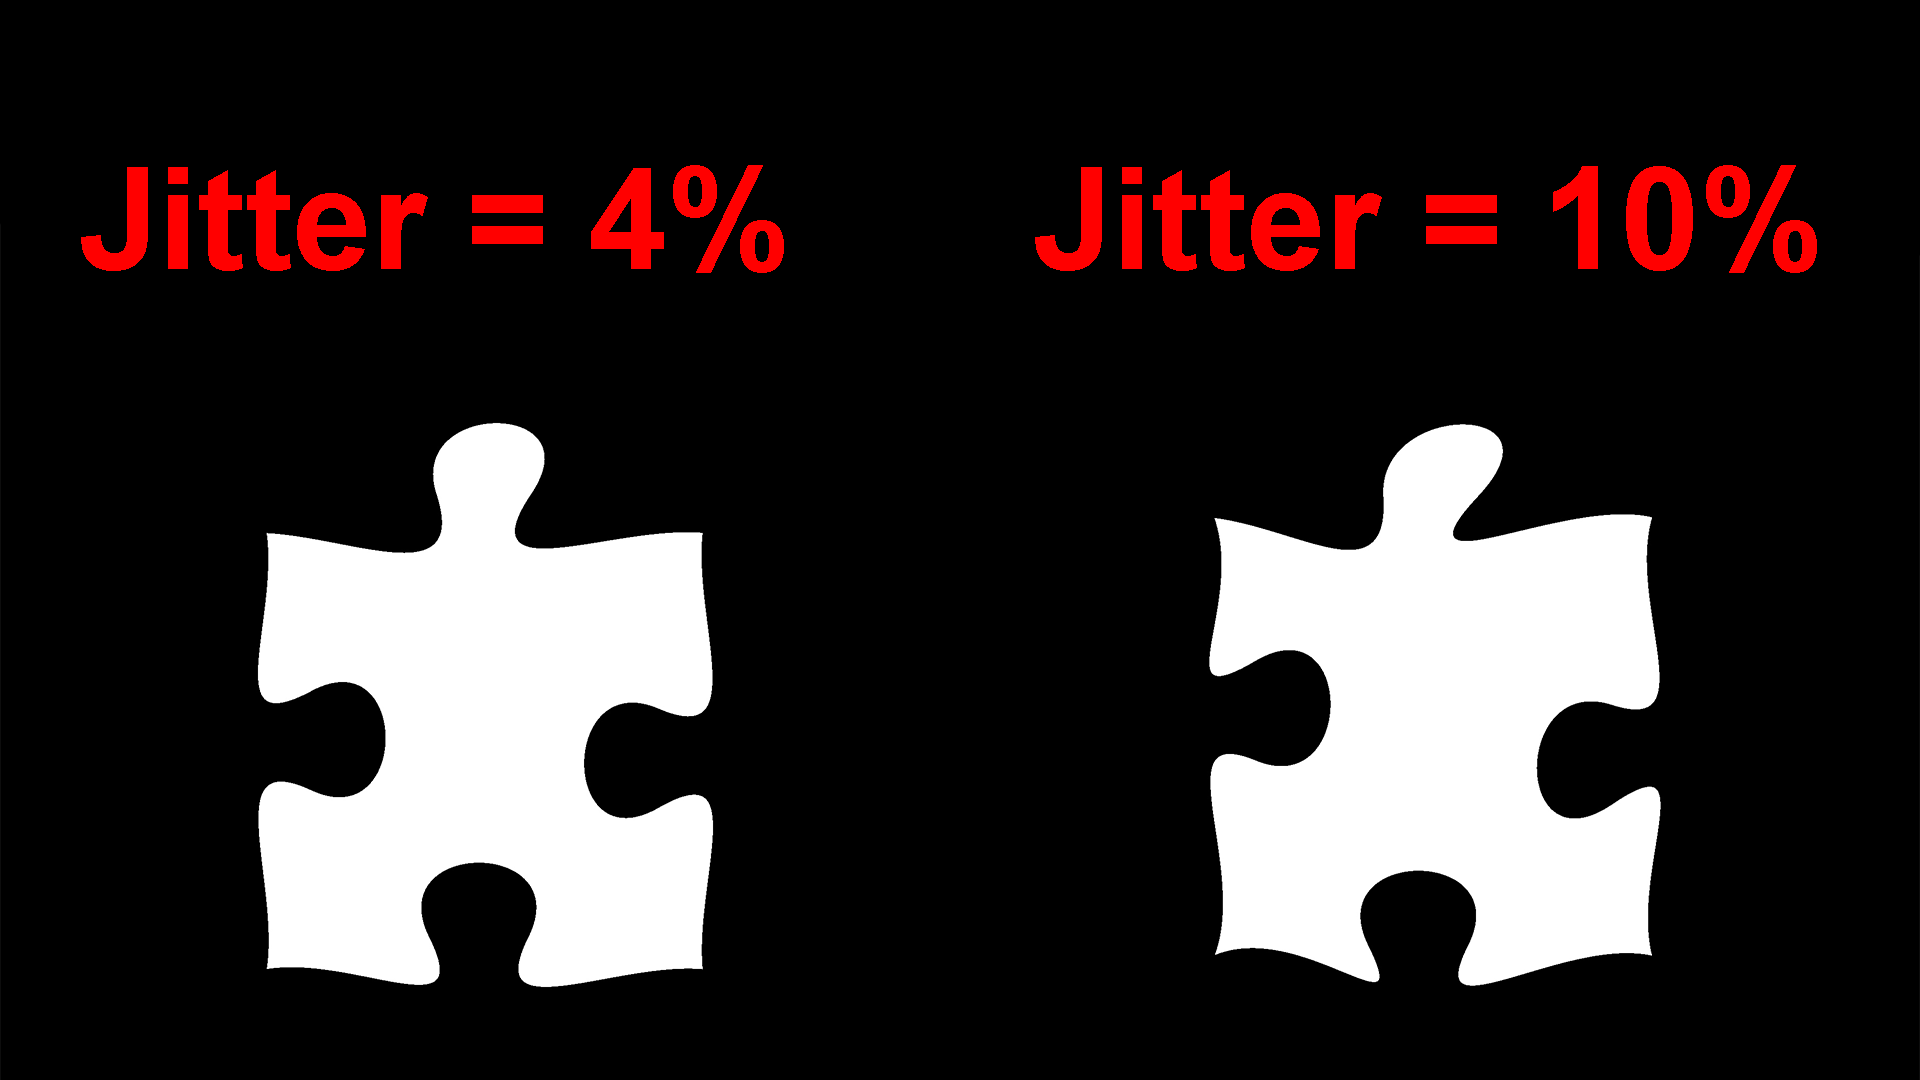 Jitter = 4%
Jitter = 10%